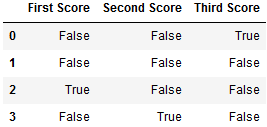 First Score Second Score Third Score
0 False False True
1 False False False
2 True False False
3 False True False